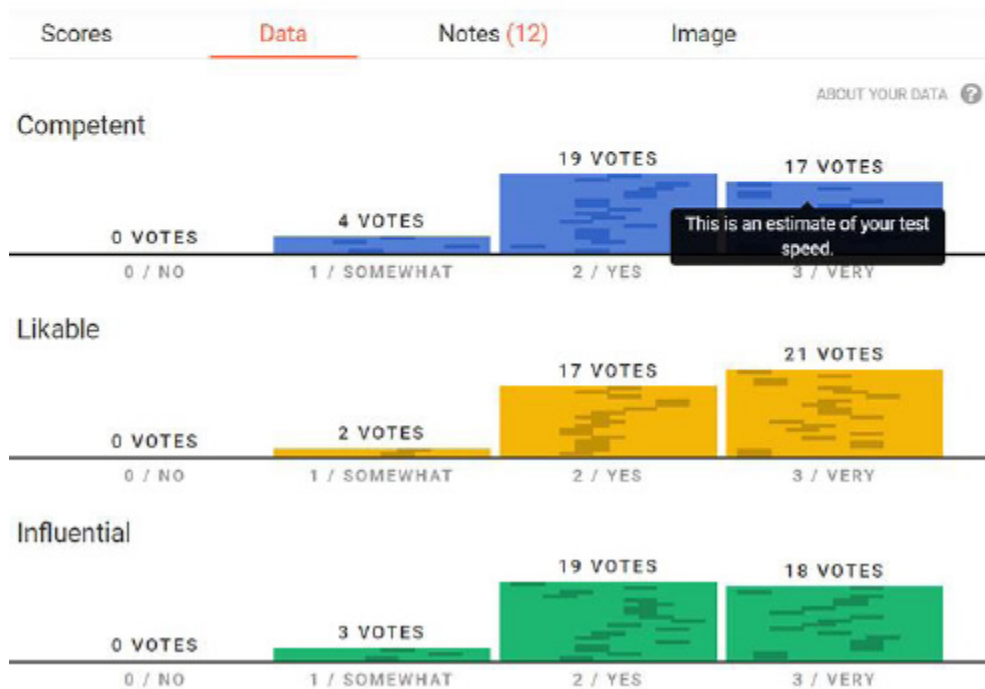 Scores Data Notes (12) Image
ABOUT YOUR DATA ?
Competent
0 VOTES 4 VOTES 19 VOTES 17 VOTES
This is an estimate of your test
speed.
0 / NO 1 / SOMEWHAT 2 / YES 3 / VERY
Likable
0 VOTES 2 VOTES 17 VOTES 21 VOTES
0 / NO 1 / SOMEWHAT 2 / YES 3 / VERY
Influential
0 VOTES 3 VOTES 19 VOTES 18 VOTES
0 / NO 1 / SOMEWHAT 2 / YES 3 / VERY